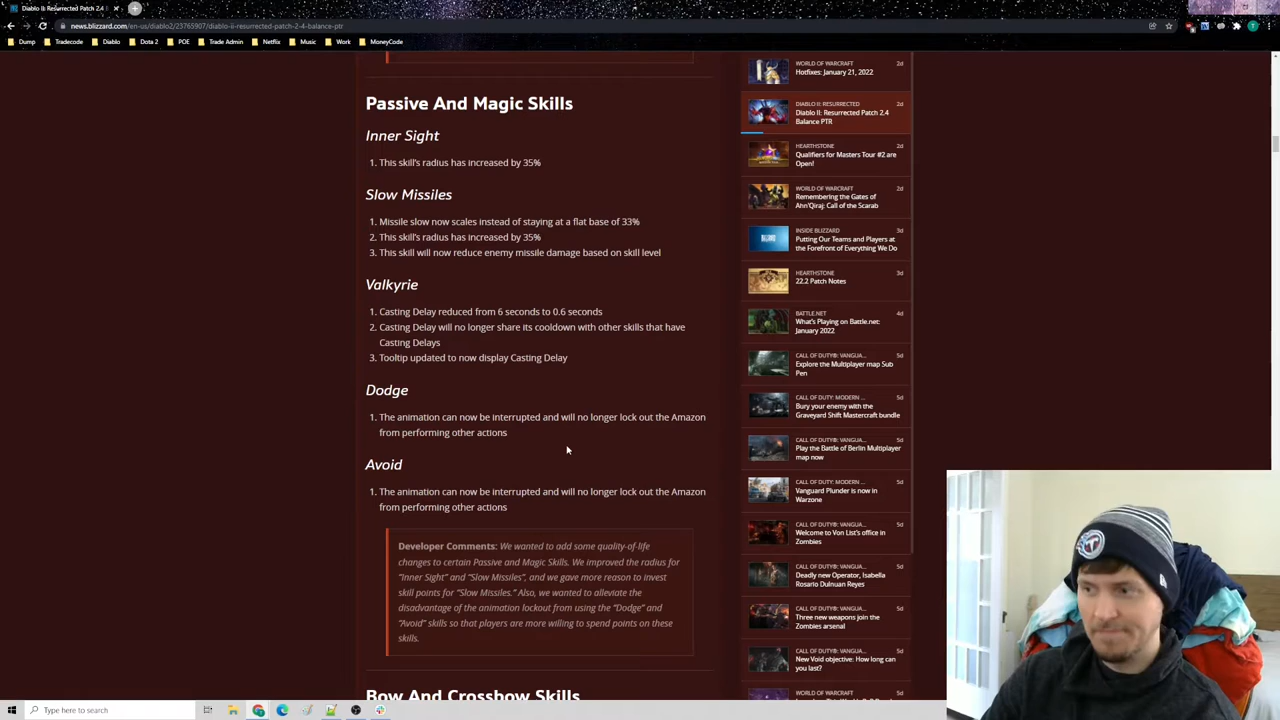 Diablo II: Resurrected Patch 2.4
news.blizzard.com/en-us/diablo2/23765907/diablo-ii-resurrected-patch-2-4-balance-ptr
Dump Tradecode Diablo Dota 2 POE Trade Admin Netflix Music Work MoneyCode
Passive And Magic Skills
Inner Sight
1. This skill's radius has increased by 35%
Slow Missiles
1. Missile slow now scales instead of staying at a flat base of 33%
2. This skill's radius has increased by 35%
3. This skill will now reduce enemy missile damage based on skill level
Valkyrie
1. Casting Delay reduced from 6 seconds to 0.6 seconds
2. Casting Delay will no longer share its cooldown with other skills that have
Casting Delays
3. Tooltip updated to now display Casting Delay
Dodge
1. The animation can now be interrupted and will no longer lock out the Amazon
from performing other actions
Avoid
1. The animation can now be interrupted and will no longer lock out the Amazon
from performing other actions
Developer Comments: We wanted to add some quality-of-life
changes to certain Passive and Magic Skills. We improved the radius for
"Inner Sight" and "Slow Missiles", and we gave more reason to invest
skill points for "Slow Missiles." Also, we wanted to alleviate the
disadvantage of the animation lockout from using the "Dodge" and
"Avoid" skills so that players are more willing to spend points on these
skills.
Bow And Crossbow Skills
WORLD OF WARCRAFT 2d
Hotfixes: January 21, 2022
DIABLO II: RESURRECTED 2d
Diablo II: Resurrected Patch 2.4
Balance PTR
HEARTHSTONE 2d
Qualifiers for Masters Tour #2 are
Open!
WORLD OF WARCRAFT 2d
Remembering the Gates of
Ahn'Qiraj: Call of the Scarab
INSIDE BLIZZARD 3d
Putting Our Teams and Players at
the Forefront of Everything We Do
HEARTHSTONE 3d
22.2 Patch Notes
BATTLE.NET 4d
What's Playing on Battle.net:
January 2022
CALL OF DUTY®: VANGUA... 5d
Explore the Multiplayer map Sub
Pen
CALL OF DUTY: MODERN ... 5d
Bury your enemy with the
Graveyard Shift Mastercraft bundle
CALL OF DUTY®: VANGUA... 5d
Play the Battle of Berlin Multiplayer
map now
CALL OF DUTY: MODERN ... 5d
Vanguard Plunder is now in
Warzone
CALL OF DUTY®: VANGUA... 5d
Welcome to Von List's office in
Zombies
CALL OF DUTY®: VANGUA... 5d
Deadly new Operator, Isabella
Rosario Dulnuan Reyes
CALL OF DUTY®: VANGUA... 5d
Three new weapons join the
Zombies arsenal
CALL OF DUTY®: VANGUA... 5d
New Void objective: How long can
you last?
WORLD OF WARCRAFT 5d
Type here to search